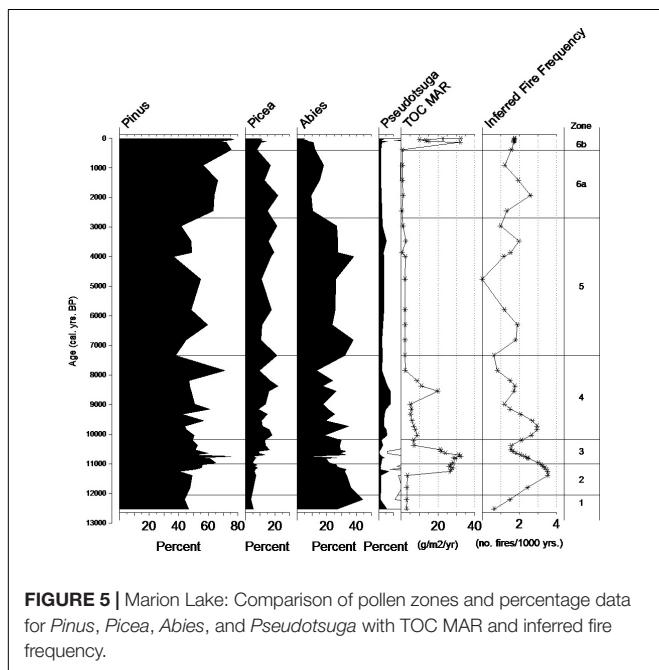 Pinus
Picea
Abies
Pseudotsuga
TOC MAR
Inferred Fire Frequency
Zone
0
1000
2000
3000
4000
5000
6000
7000
8000
9000
10000
11000
12000
13000
Age (cal. yrs. BP)
6b
6a
5
4
3
2
1
20 40 60 80 20 20 40 20 40 2 4
Percent Percent Percent Percent (g/m2/yr) (no. fires/1000 yrs.)
FIGURE 5 | Marion Lake: Comparison of pollen zones and percentage data
for Pinus, Picea, Abies, and Pseudotsuga with TOC MAR and inferred fire
frequency.